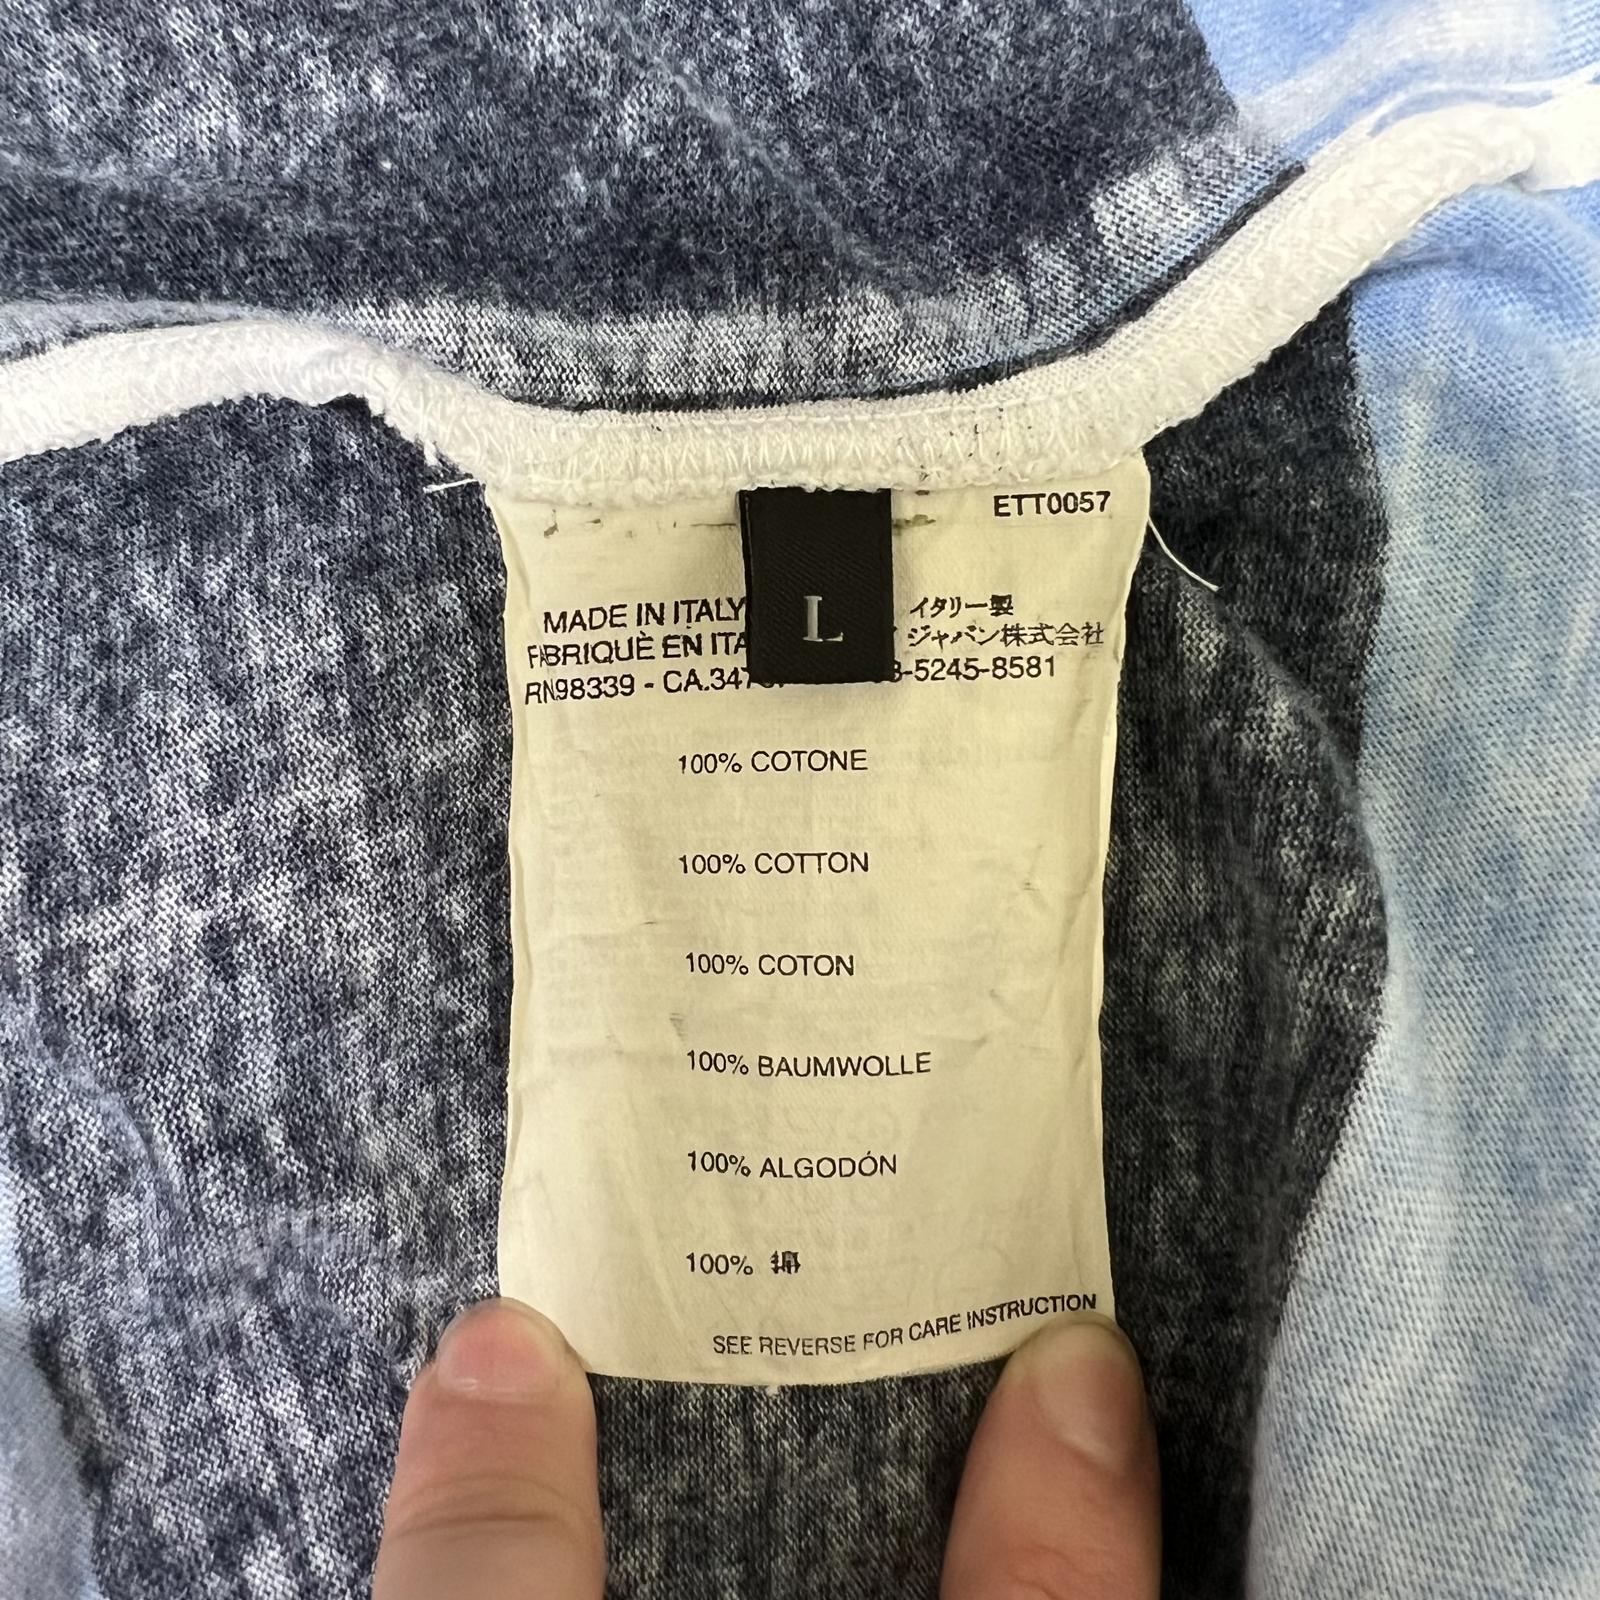 ETT0057
L
MADE IN ITALY イタリー製
FABRIQUÈ EN ITA ジャパン株式会社
RN98339 - CA.347 3-5245-8581
100% COTONE
100% COTTON
100% COTON
100% BAUMWOLLE
100% ALGODÓN
100% 綿
SEE REVERSE FOR CARE INSTRUCTION